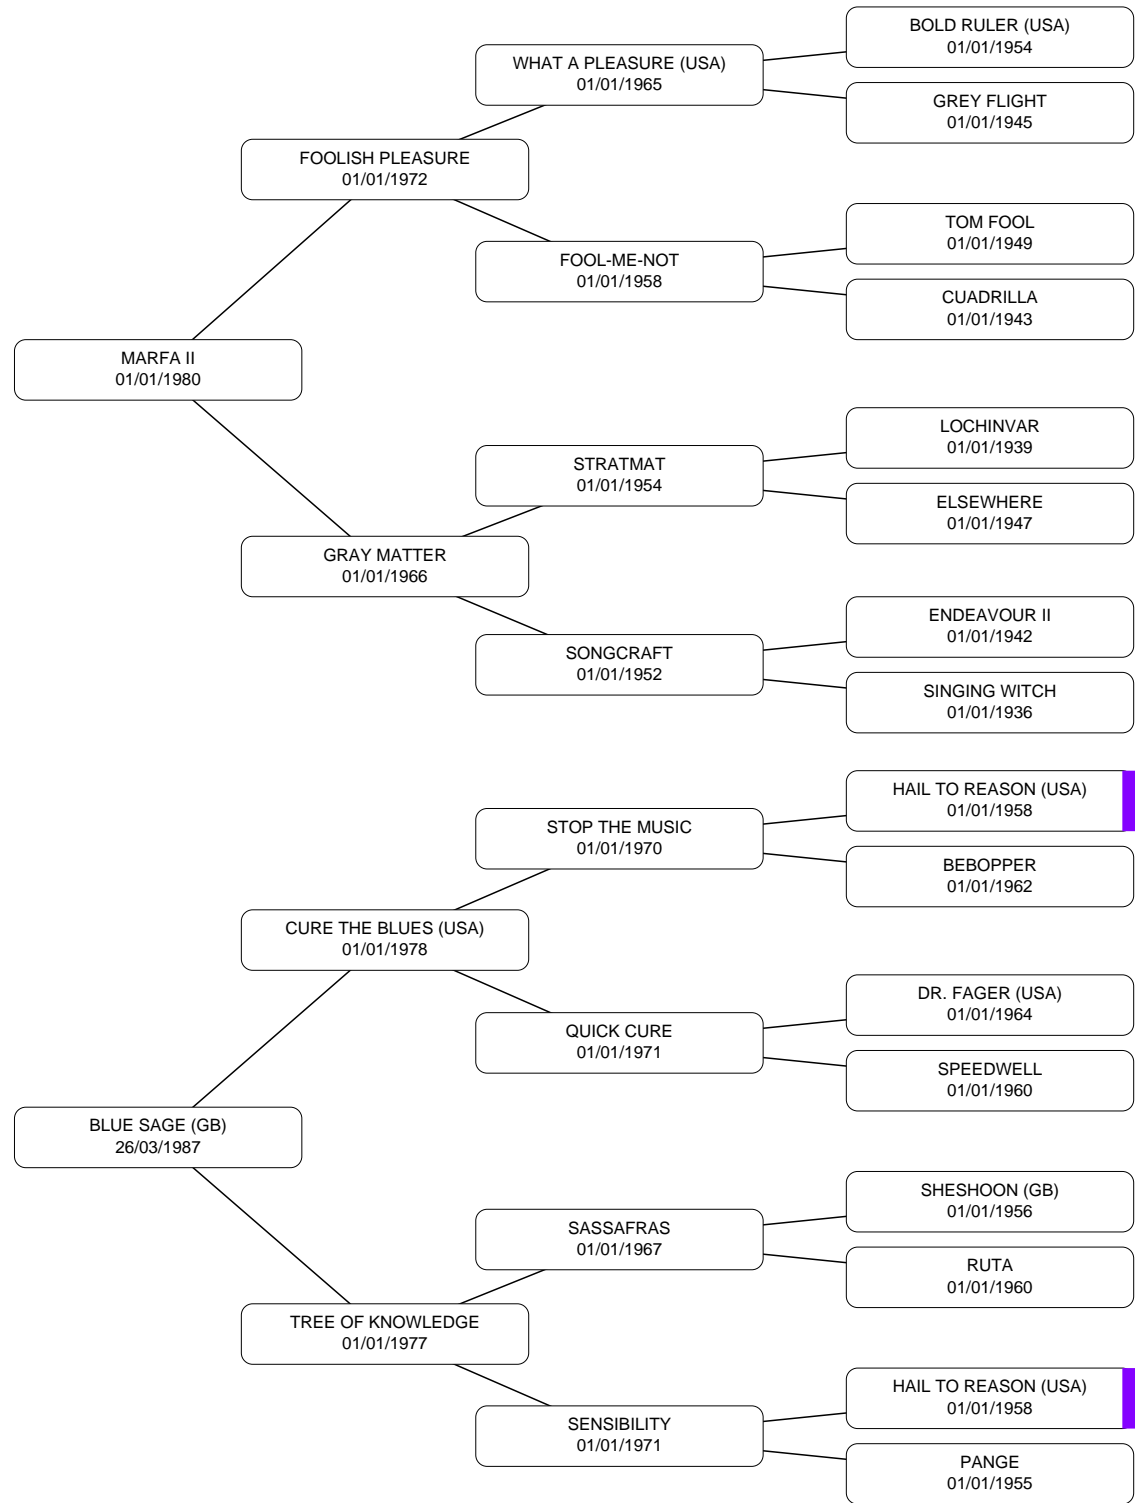 BOLD RULER (USA)
01/01/1954
WHAT A PLEASURE (USA)
01/01/1965
GREY FLIGHT
01/01/1945
FOOLISH PLEASURE
01/01/1972
TOM FOOL
01/01/1949
FOOL-ME-NOT
01/01/1958
CUADRILLA
01/01/1943
MARFA II
01/01/1980
LOCHINVAR
01/01/1939
STRATMAT
01/01/1954
ELSEWHERE
01/01/1947
GRAY MATTER
01/01/1966
ENDEAVOUR II
01/01/1942
SONGCRAFT
01/01/1952
SINGING WITCH
01/01/1936
HAIL TO REASON (USA)
01/01/1958
STOP THE MUSIC
01/01/1970
BEBOPPER
01/01/1962
CURE THE BLUES (USA)
01/01/1978
DR. FAGER (USA)
01/01/1964
QUICK CURE
01/01/1971
SPEEDWELL
01/01/1960
BLUE SAGE (GB)
26/03/1987
SHESHOON (GB)
01/01/1956
SASSAFRAS
01/01/1967
RUTA
01/01/1960
TREE OF KNOWLEDGE
01/01/1977
HAIL TO REASON (USA)
01/01/1958
SENSIBILITY
01/01/1971
PANGE
01/01/1955